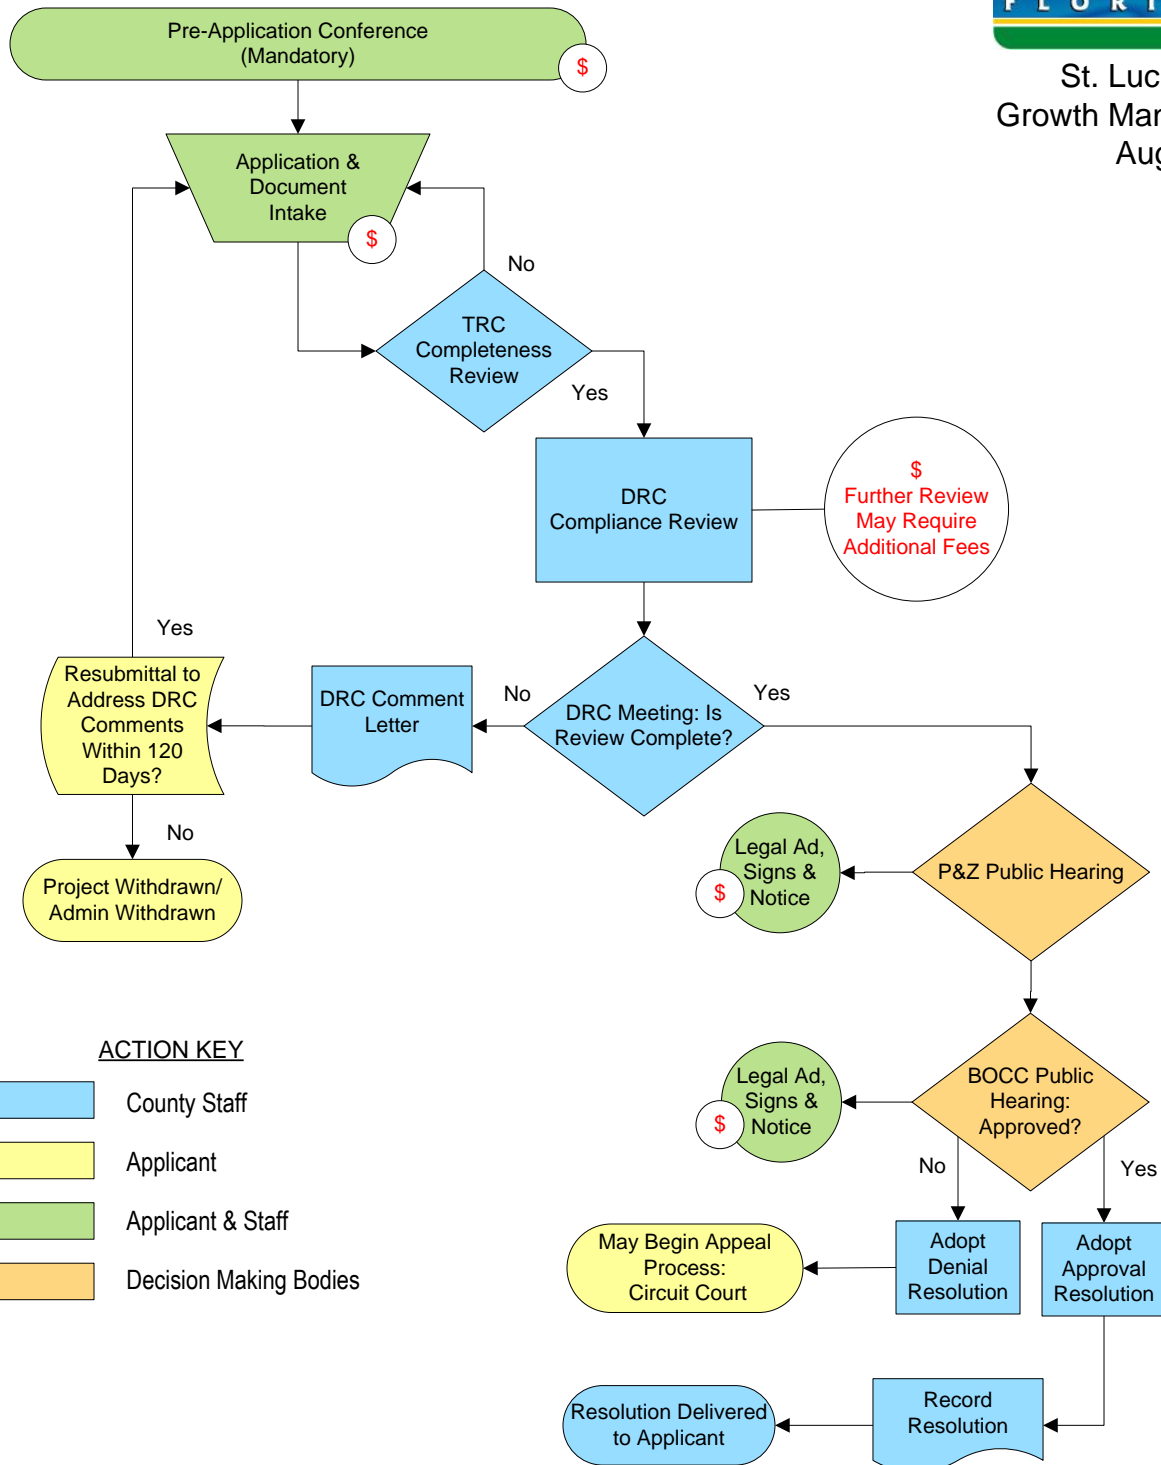 F L O R I
St. Luc
Growth Mar
Aug
Pre-Application Conference
(Mandatory)
$
Application &
Document
Intake
$
No
TRC
Completeness
Review
Yes
DRC
Compliance Review
$
Further Review
May Require
Additional Fees
Yes
Resubmittal to
Address DRC
Comments
Within 120
Days?
DRC Comment
Letter
No
DRC Meeting: Is
Review Complete?
Yes
No
Project Withdrawn/
Admin Withdrawn
Legal Ad,
Signs &
Notice
$
P&Z Public Hearing
ACTION KEY
County Staff
Applicant
Applicant & Staff
Decision Making Bodies
Legal Ad,
Signs &
Notice
$
BOCC Public
Hearing:
Approved?
No
Yes
May Begin Appeal
Process:
Circuit Court
Adopt
Denial
Resolution
Adopt
Approval
Resolution
Resolution Delivered
to Applicant
Record
Resolution